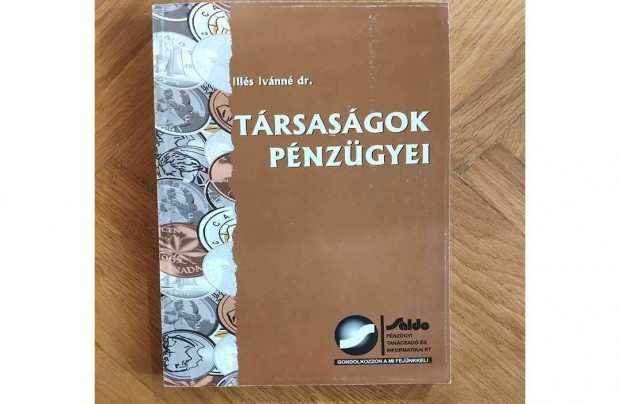 Illés Ivánné dr.
TÁRSASÁGOK
PÉNZÜGYEI
Saldo
PÉNZÜGYI
TANÁCSADÓ ÉS
INFORMATIKAI RT
GONDOLKOZZON A MI FEJÜNKKEL!